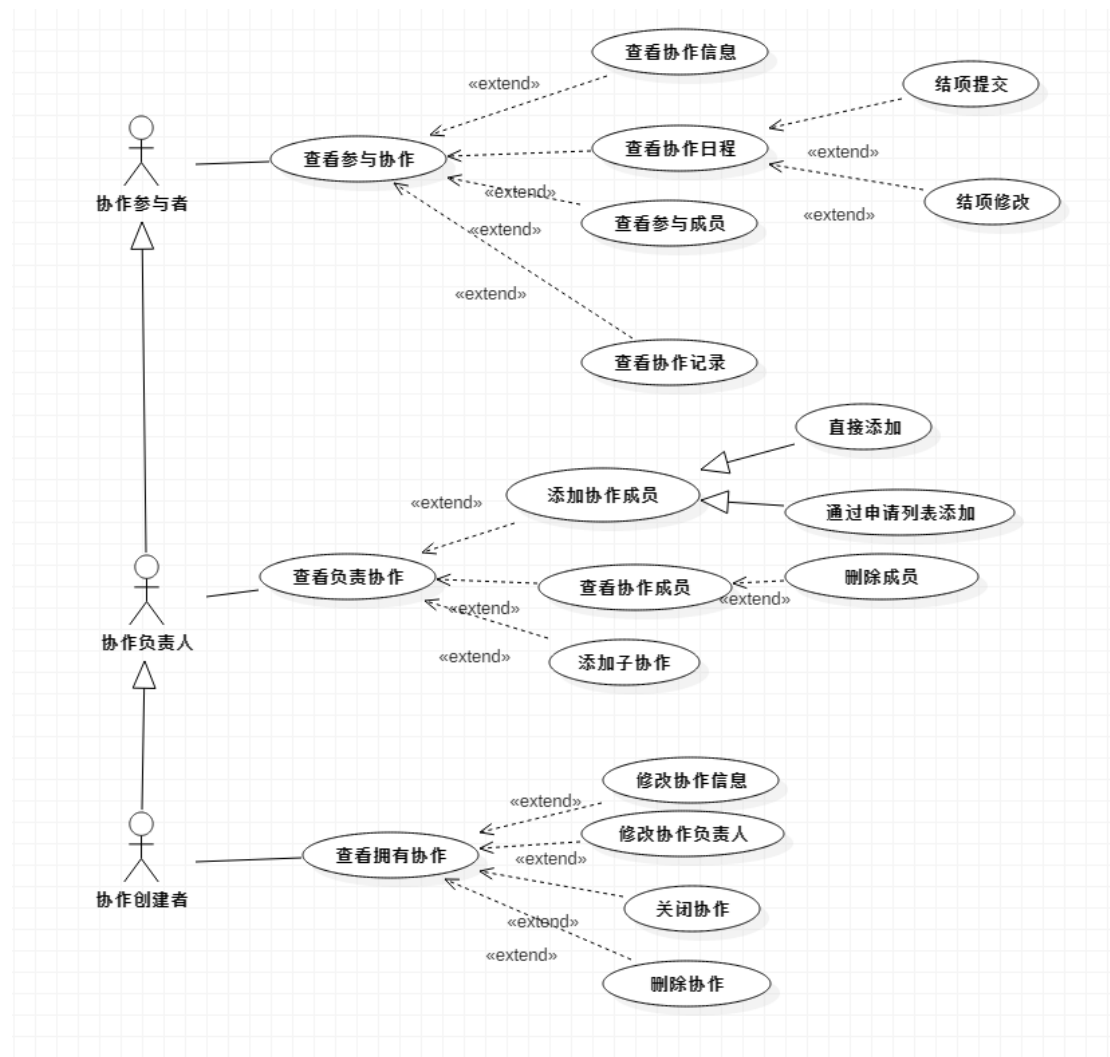 查看协作信息
«extend»
结项提交
协作参与者
查看参与协作
查看协作日程
«extend»
«extend»
结项修改
«extend»
查看参与成员
«extend»
«extend»
查看协作记录
直接添加
添加协作成员
«extend»
通过申请列表添加
协作负责人
查看负责协作
查看协作成员
删除成员
«extend»
«extend»
«extend»
添加子协作
修改协作信息
«extend»
修改协作负责人
协作创建者
查看拥有协作
«extend»
关闭协作
«extend»
«extend»
删除协作